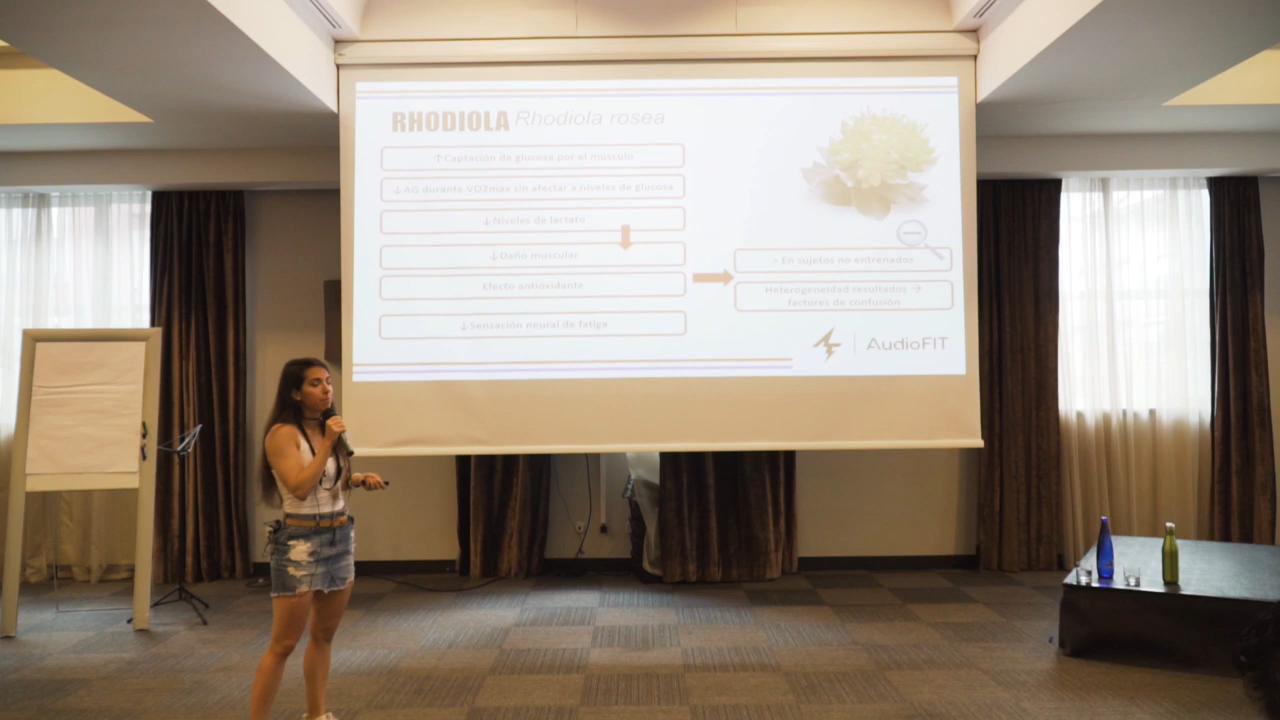 RHODIOLA Rhodiola rosea
↑ Captación de glucosa por el músculo
↓ AG durante VO2max sin afectar a niveles de glucosa
↓ Niveles de lactato
↓ Daño muscular
Efecto antioxidante
↓ Sensación neural de fatiga
> En sujetos no entrenados
Heterogeneidad resultados →
factores de confusión
AudioFIT